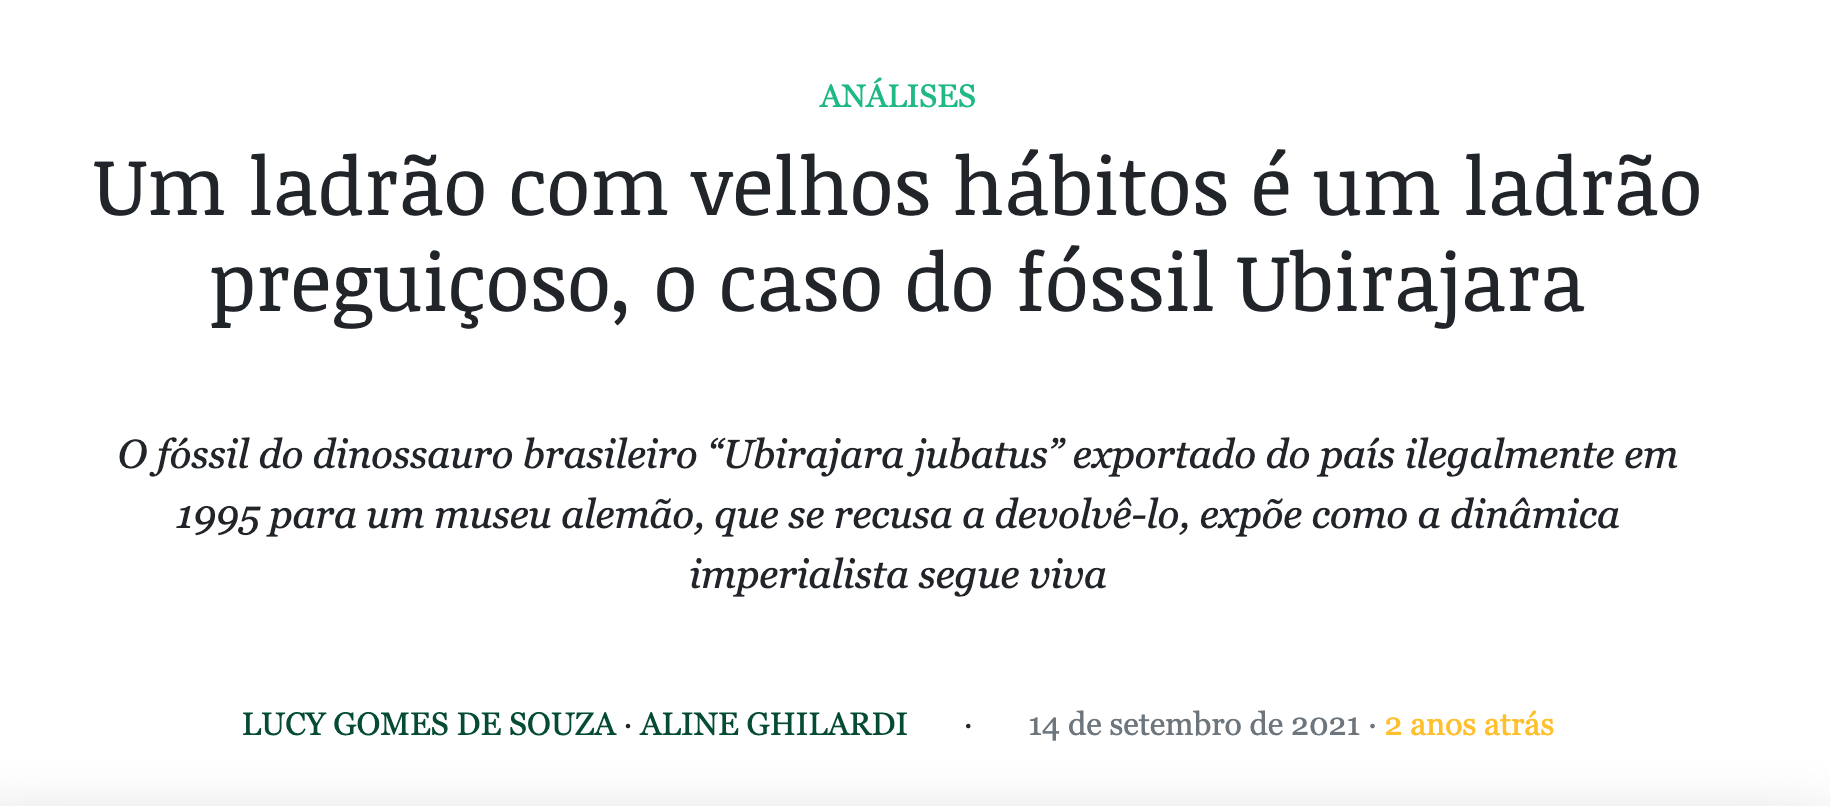 ANÁLISES
Um ladrão com velhos hábitos é um ladrão
preguiçoso, o caso do fóssil Ubirajara
O fóssil do dinossauro brasileiro “Ubirajara jubatus” exportado do país ilegalmente em
1995 para um museu alemão, que se recusa a devolvê-lo, expõe como a dinâmica
imperialista segue viva
LUCY GOMES DE SOUZA · ALINE GHILARDI · 14 de setembro de 2021 · 2 anos atrás